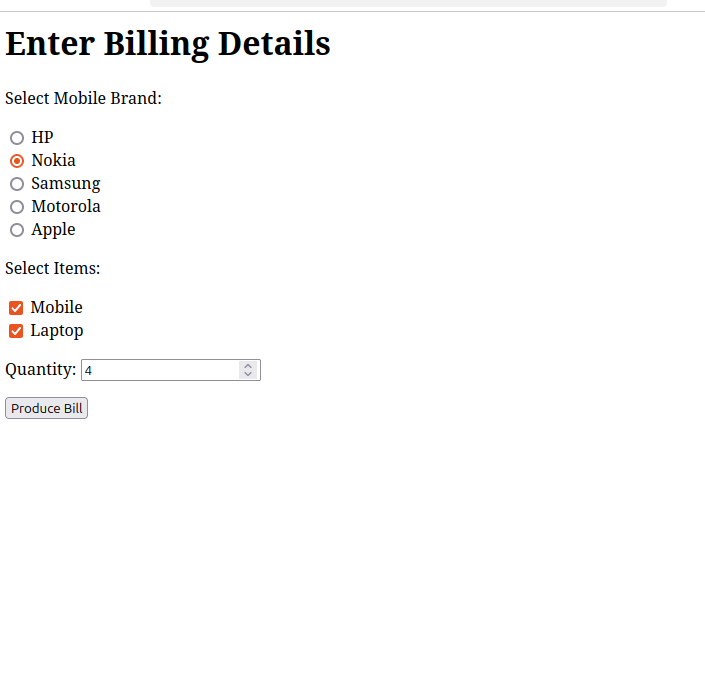 Enter Billing Details
Select Mobile Brand:
HP
Nokia
Samsung
Motorola
Apple
Select Items:
Mobile
Laptop
Quantity: 4
Produce Bill